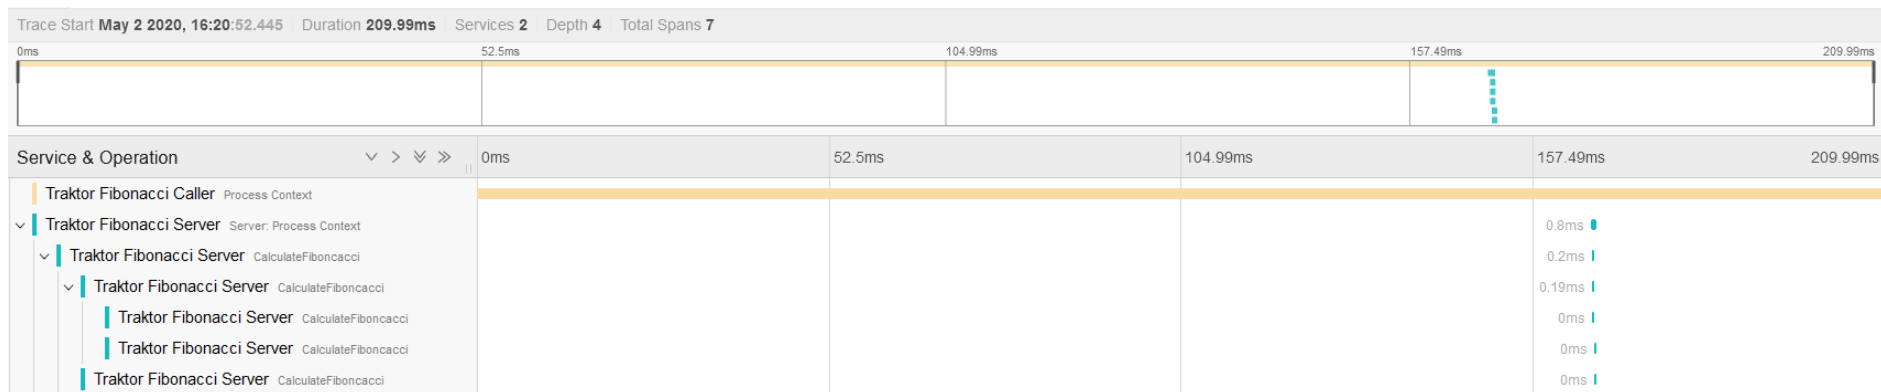 Trace Start May 2 2020, 16:20:52.445 Duration 209.99ms Services 2 Depth 4 Total Spans 7
0ms 52.5ms 104.99ms 157.49ms 209.99ms
Service & Operation 0ms 52.5ms 104.99ms 157.49ms 209.99ms
Traktor Fibonacci Caller Process Context
Traktor Fibonacci Server Server: Process Context 0.8ms
Traktor Fibonacci Server CalculateFiboncacci 0.2ms
Traktor Fibonacci Server CalculateFiboncacci 0.19ms
Traktor Fibonacci Server CalculateFiboncacci 0ms
Traktor Fibonacci Server CalculateFiboncacci 0ms
Traktor Fibonacci Server CalculateFiboncacci 0ms